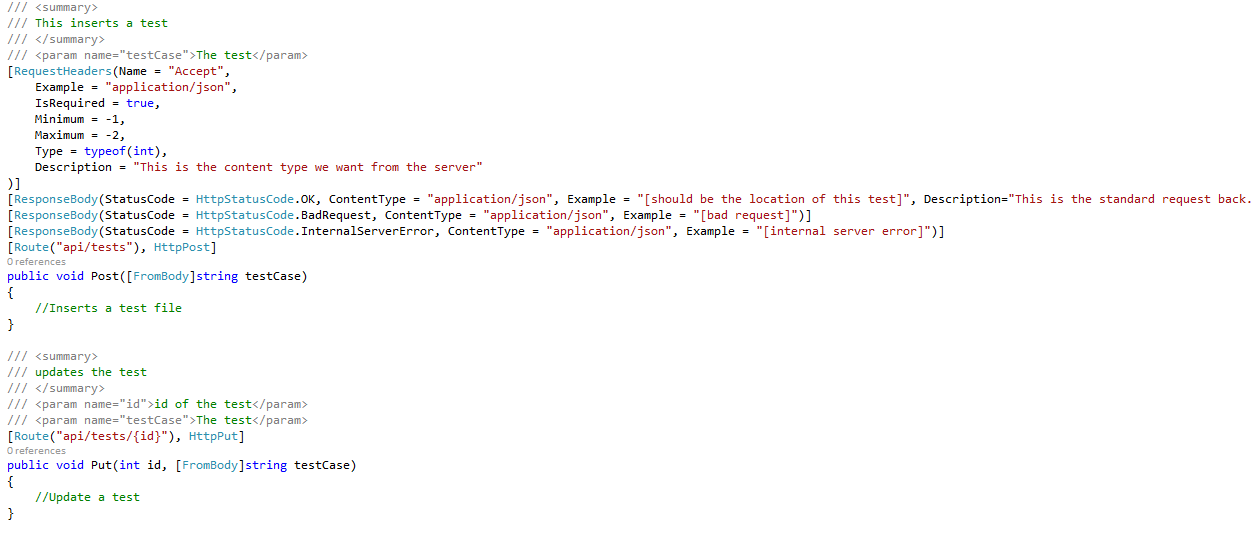 /// <summary>
/// This inserts a test
/// </summary>
/// <param name="testCase">The test</param>
[RequestHeaders(Name = "Accept",
    Example = "application/json",
    IsRequired = true,
    Minimum = -1,
    Maximum = -2,
    Type = typeof(int),
    Description = "This is the content type we want from the server"
)]
[ResponseBody(StatusCode = HttpStatusCode.OK, ContentType = "application/json", Example = "[should be the location of this test]", Description="This is the standard request back.
[ResponseBody(StatusCode = HttpStatusCode.BadRequest, ContentType = "application/json", Example = "[bad request]")]
[ResponseBody(StatusCode = HttpStatusCode.InternalServerError, ContentType = "application/json", Example = "[internal server error]")]
[Route("api/tests"), HttpPost]
0 references
public void Post([FromBody]string testCase)
{
    //Inserts a test file
}

/// <summary>
/// updates the test
/// </summary>
/// <param name="id">id of the test</param>
/// <param name="testCase">The test</param>
[Route("api/tests/{id}"), HttpPut]
0 references
public void Put(int id, [FromBody]string testCase)
{
    //Update a test
}